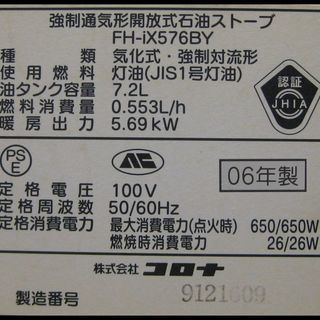 強制通気形開放式石油ストーブ
FH-iX576BY
種類 気化式・強制対流形
使用燃料 灯油(JIS1号灯油)
油タンク容量 7.2L
燃料消費量 0.553L/h
暖房出力 5.69kW
認証
JHIA
PS
E
06年製
定格電圧 100V
定格周波数 50/60Hz
定格消費電力 最大消費電力(点火時) 650/650W
燃焼時消費電力 26/26W
株式会社 コロナ
製造番号 9121609